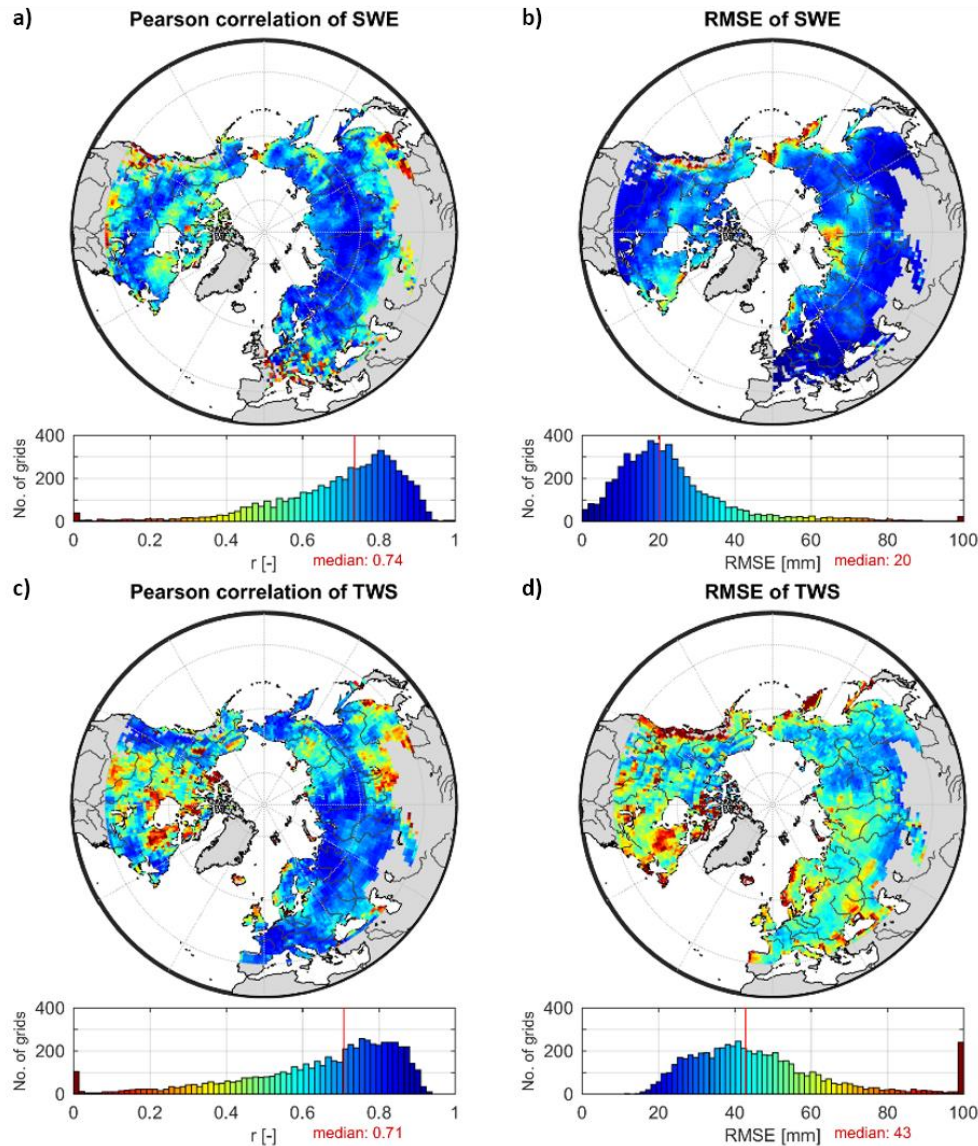 a) Pearson correlation of SWE
b) RMSE of SWE
No. of grids
400
200
0
0 0.2 0.4 0.6 0.8 1
r [-]
median: 0.74
No. of grids
400
200
0
0 20 40 60 80 100
RMSE [mm]
median: 20
c) Pearson correlation of TWS
d) RMSE of TWS
No. of grids
400
200
0
0 0.2 0.4 0.6 0.8 1
r [-]
median: 0.71
No. of grids
400
200
0
0 20 40 60 80 100
RMSE [mm]
median: 43